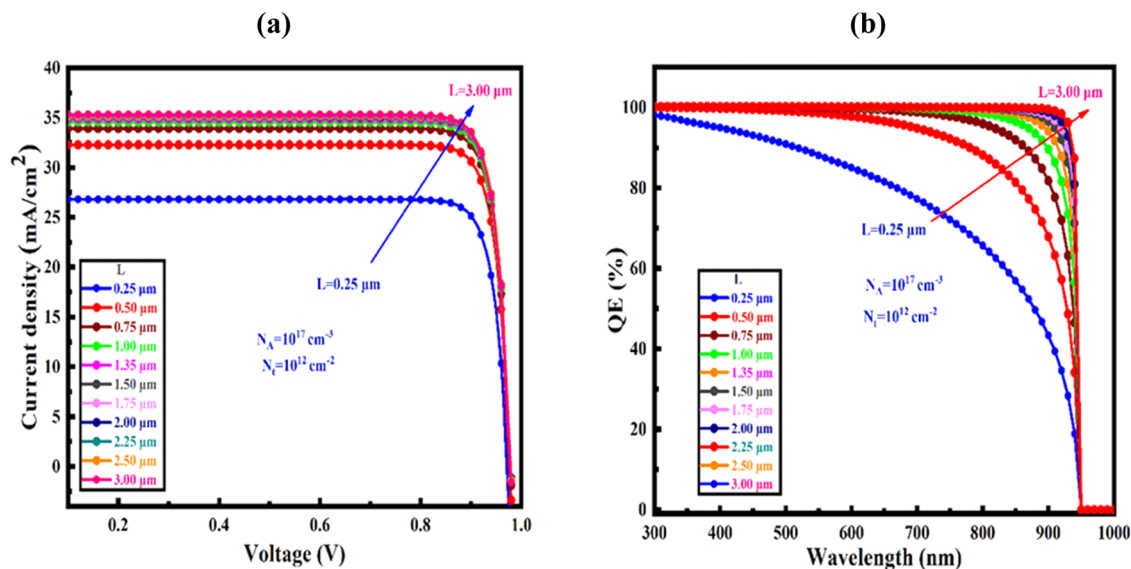 (a)
(b)
40
35
30
25
20
15
10
5
0
Current density (mA/cm²)
L=3.00 µm
L=0.25 µm
L
0.25 µm
0.50 µm
0.75 µm
1.00 µm
1.35 µm
1.50 µm
1.75 µm
2.00 µm
2.25 µm
2.50 µm
3.00 µm
N_A=10¹⁷ cm⁻³
N_t=10¹² cm⁻²
0.2
0.4
0.6
0.8
1.0
Voltage (V)
100
80
60
40
20
0
QE (%)
L=3.00 µm
L=0.25 µm
L
0.25 µm
0.50 µm
0.75 µm
1.00 µm
1.35 µm
1.50 µm
1.75 µm
2.00 µm
2.25 µm
2.50 µm
3.00 µm
N_A=10¹⁷ cm⁻³
N_t=10¹² cm⁻²
300
400
500
600
700
800
900
1000
Wavelength (nm)